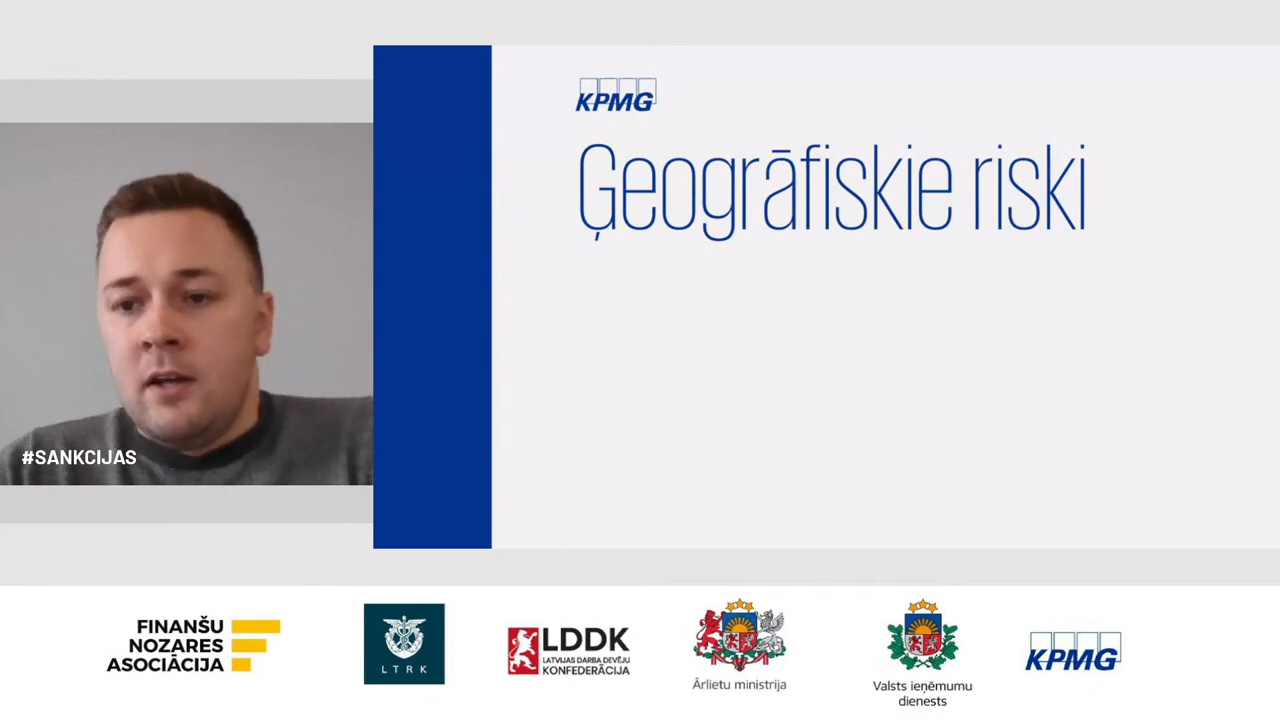 KPMG
Ģeogrāfiskie riski
#SANKCIJAS
FINANŠU
NOZARES
ASOCIĀCIJA
LTRK
LDDK
LATVIJAS DARBA DEVĒJU
KONFEDERĀCIJA
Ārlietu ministrija
Valsts ieņēmumu
dienests
KPMG